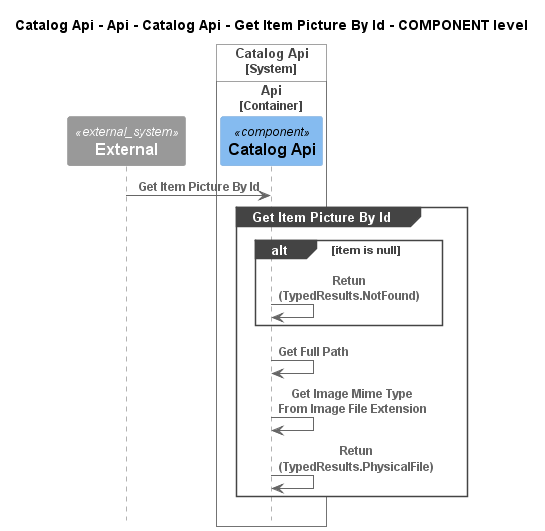 Catalog Api - Api - Catalog Api - Get Item Picture By Id - COMPONENT level
Catalog Api
[System]
Api
[Container]
«external_system»
External
«component»
Catalog Api
Get Item Picture By Id
Get Item Picture By Id
alt
[item is null]
Retun
(TypedResults.NotFound)
Get Full Path
Get Image Mime Type
From Image File Extension
Retun
(TypedResults.PhysicalFile)